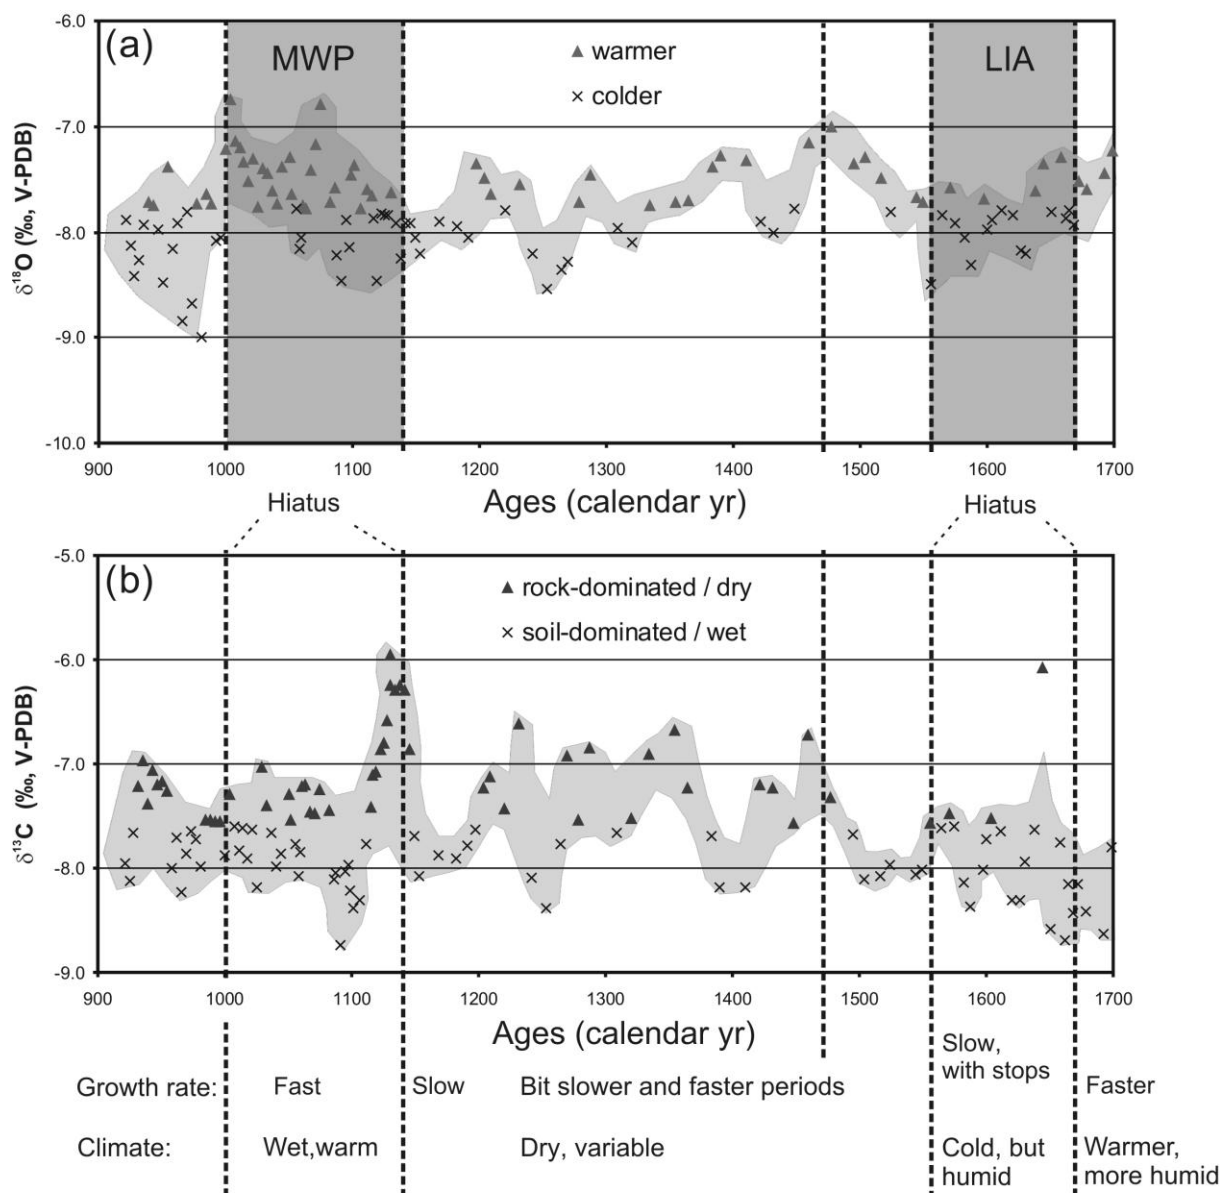 (a)
MWP
LIA
warmer
colder
δ¹⁸O (‰, V-PDB)
-6.0
-7.0
-8.0
-9.0
-10.0
900 1000 1100 1200 1300 1400 1500 1600 1700
Ages (calendar yr)
Hiatus Hiatus
(b)
rock-dominated / dry
soil-dominated / wet
δ¹³C (‰, V-PDB)
-5.0
-6.0
-7.0
-8.0
-9.0
900 1000 1100 1200 1300 1400 1500 1600 1700
Ages (calendar yr)
Growth rate: Fast Slow Bit slower and faster periods
Slow,
with stops
Faster
Climate: Wet,warm Dry, variable
Cold, but
humid
Warmer,
more humid